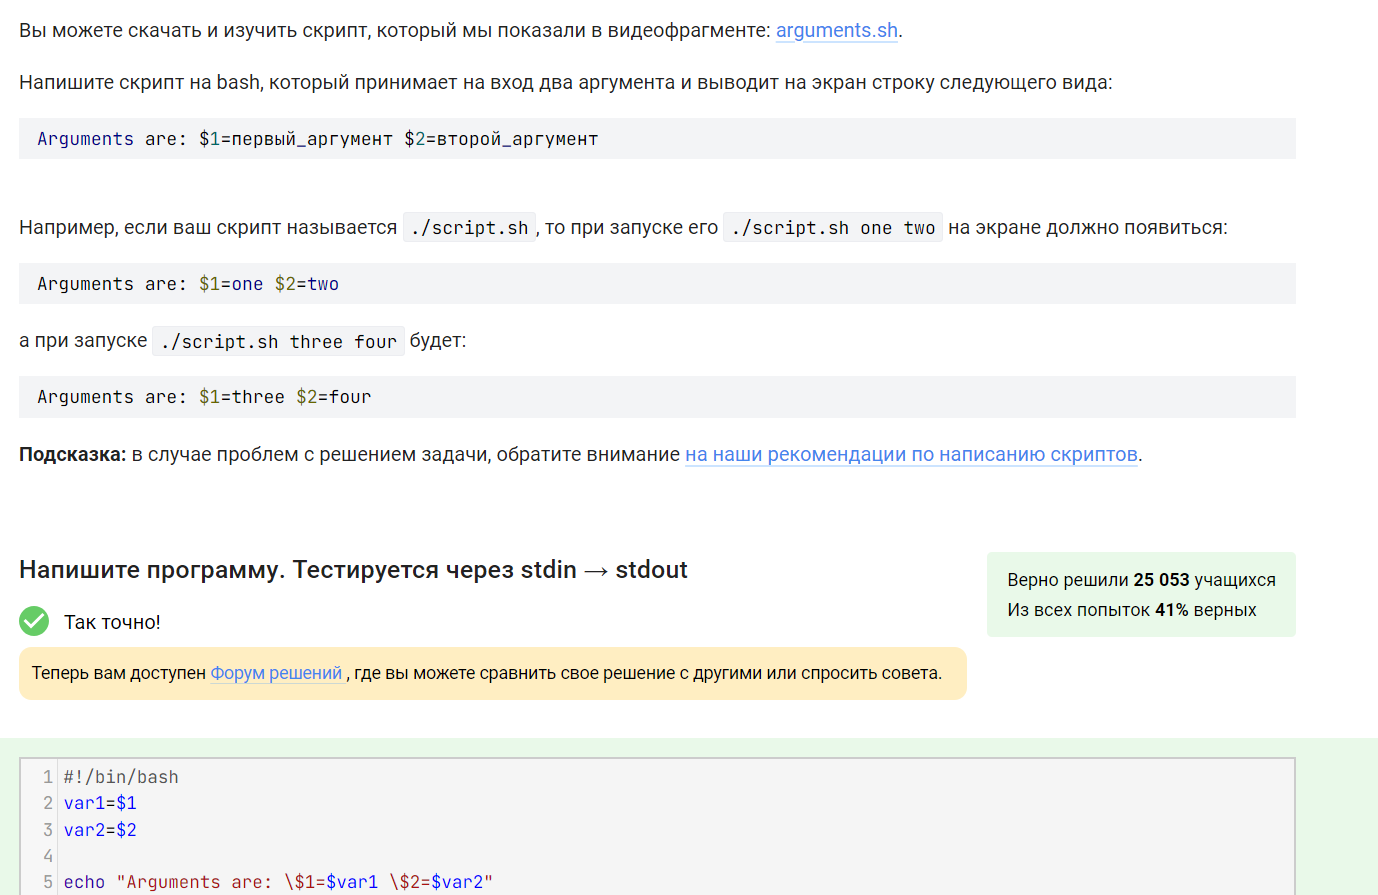 Вы можете скачать и изучить скрипт, который мы показали в видеофрагменте: arguments.sh.
Напишите скрипт на bash, который принимает на вход два аргумента и выводит на экран строку следующего вида:
Arguments are: $1=первый_аргумент $2=второй_аргумент
Например, если ваш скрипт называется ./script.sh , то при запуске его ./script.sh one two на экране должно появиться:
Arguments are: $1=one $2=two
а при запуске ./script.sh three four будет:
Arguments are: $1=three $2=four
Подсказка: в случае проблем с решением задачи, обратите внимание на наши рекомендации по написанию скриптов.
Напишите программу. Тестируется через stdin → stdout
Верно решили 25 053 учащихся
Из всех попыток 41% верных
Так точно!
Теперь вам доступен Форум решений , где вы можете сравнить свое решение с другими или спросить совета.
1 #!/bin/bash
2 var1=$1
3 var2=$2
4
5 echo "Arguments are: \$1=$var1 \$2=$var2"